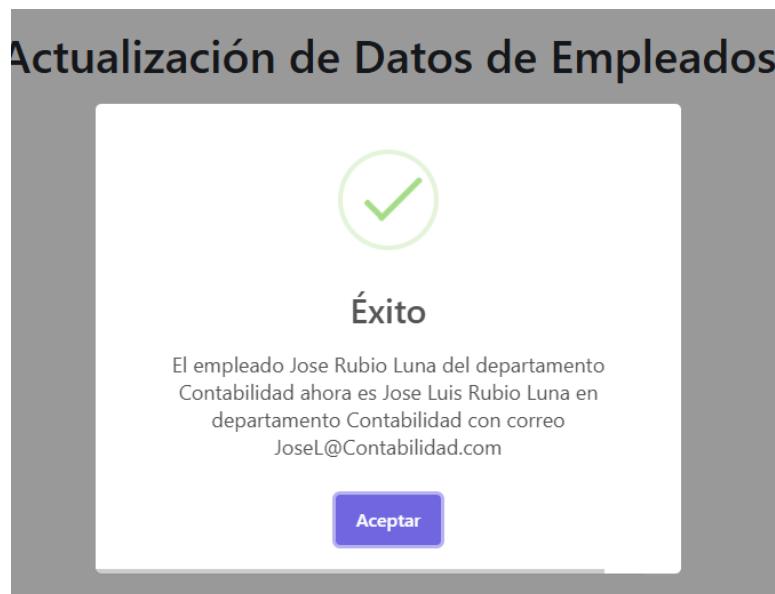 Actualización de Datos de Empleados
Éxito
El empleado Jose Rubio Luna del departamento
Contabilidad ahora es Jose Luis Rubio Luna en
departamento Contabilidad con correo
JoseL@Contabilidad.com
Aceptar